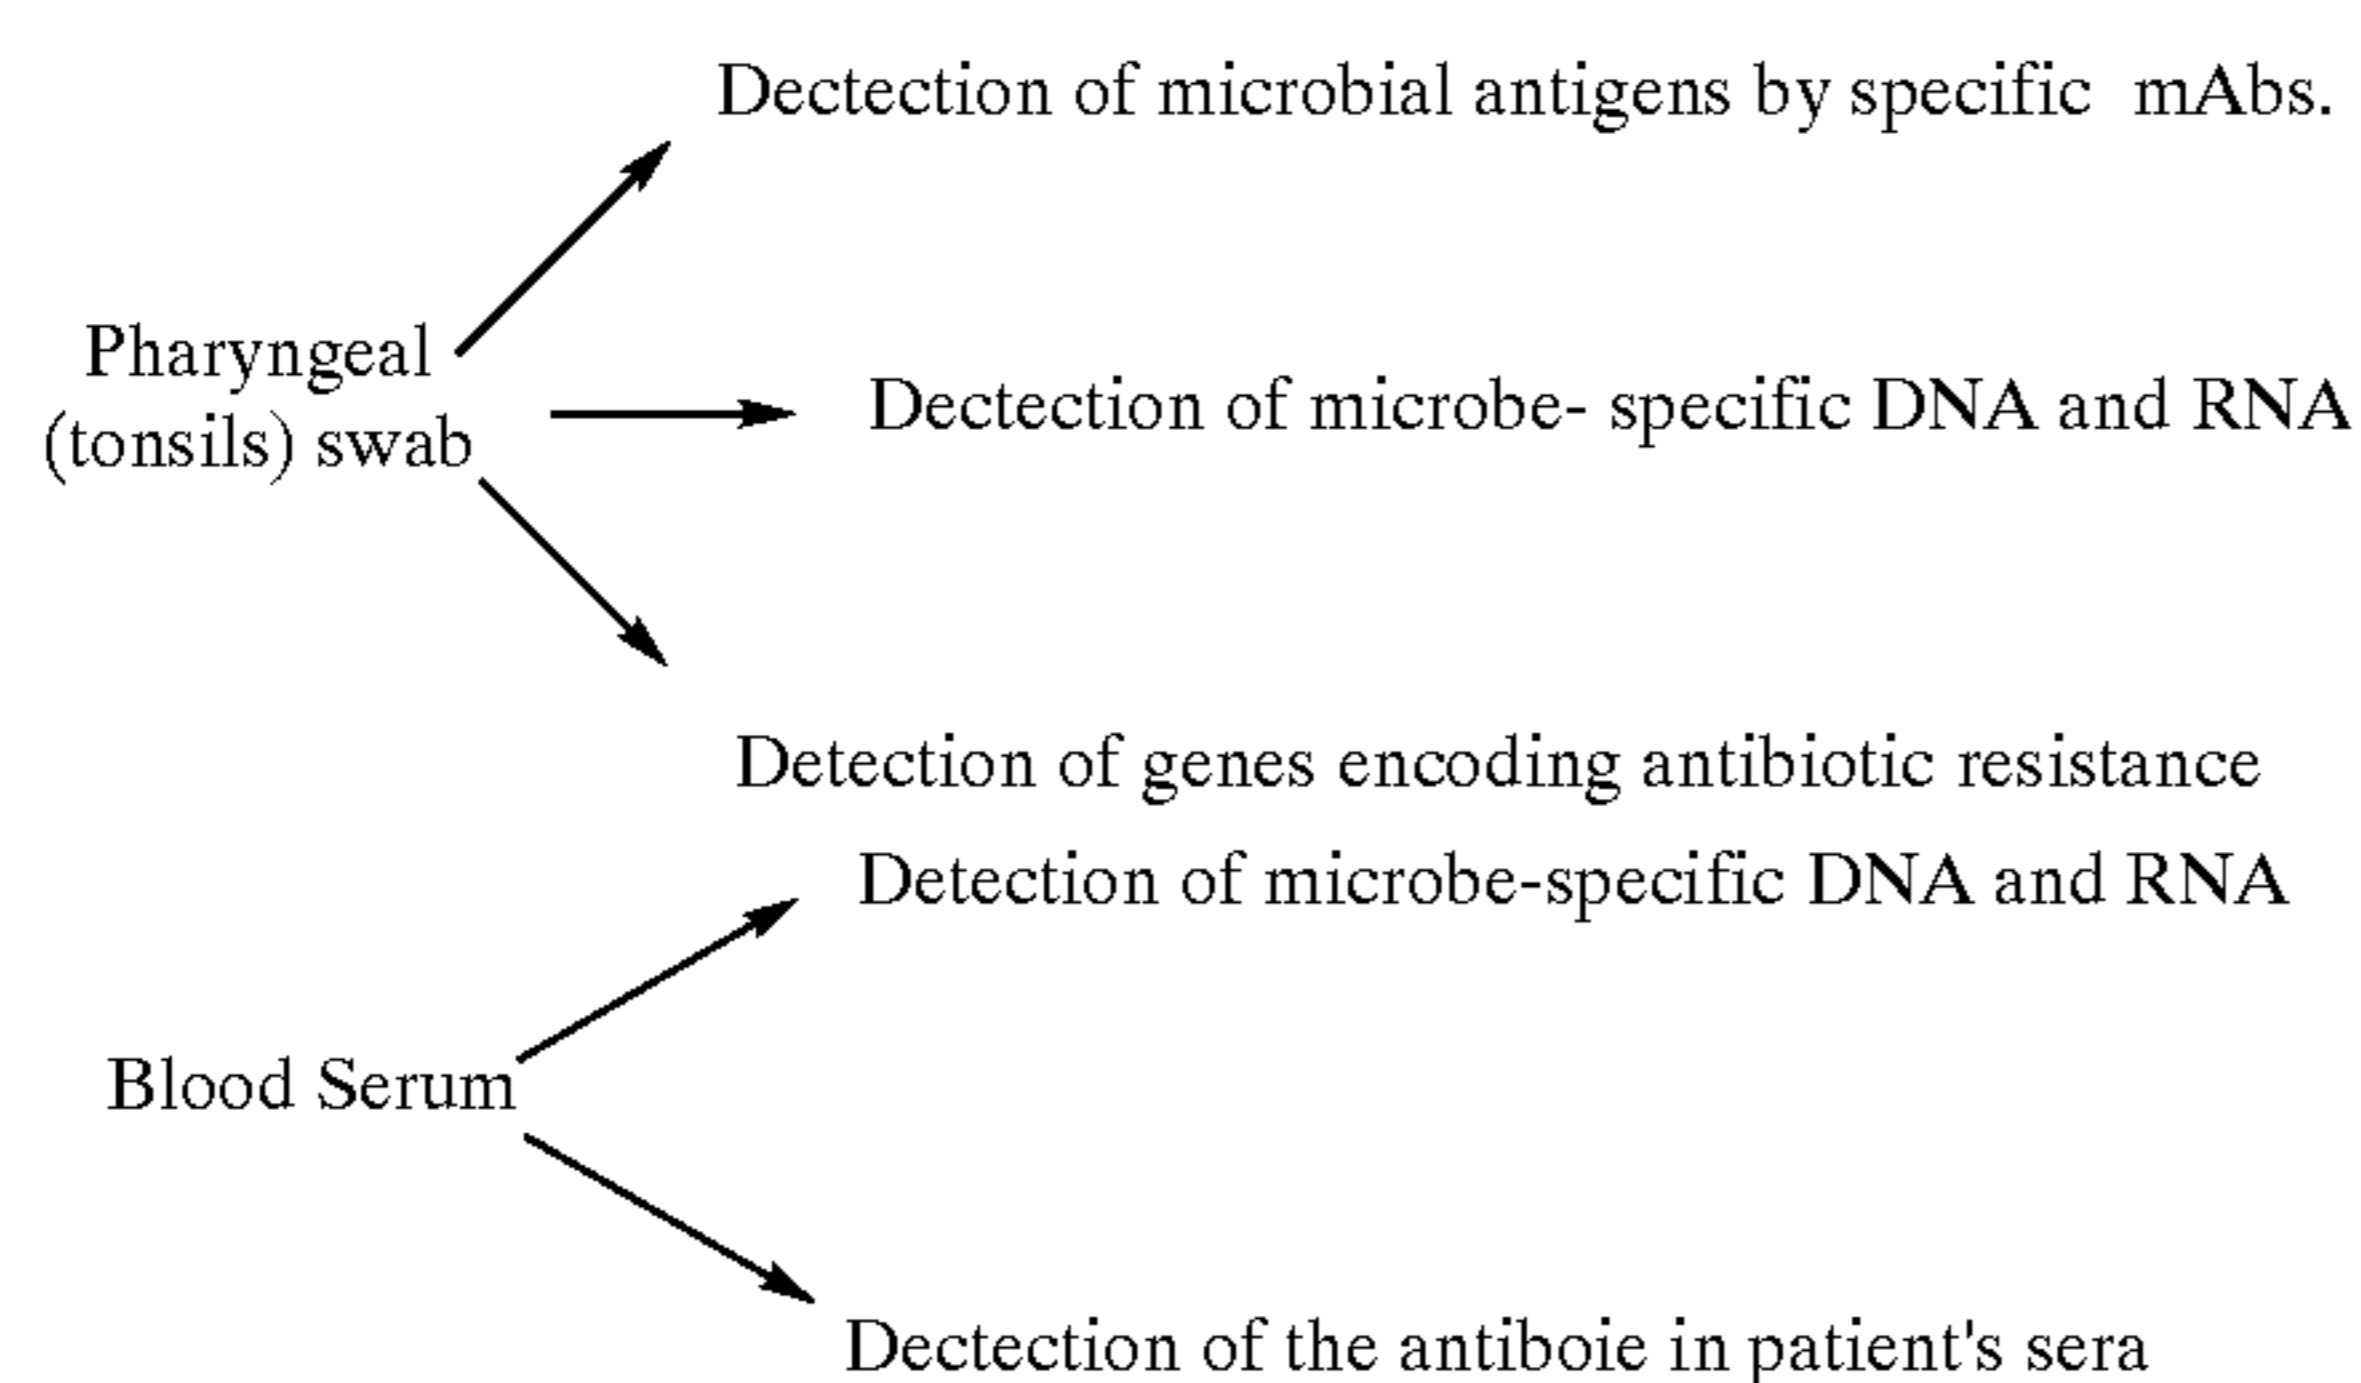 Dectection of microbial antigens by specific mAbs.
Pharyngeal
(tonsils) swab
Dectection of microbe- specific DNA and RNA
Detection of genes encoding antibiotic resistance
Detection of microbe-specific DNA and RNA
Blood Serum
Dectection of the antiboie in patient's sera